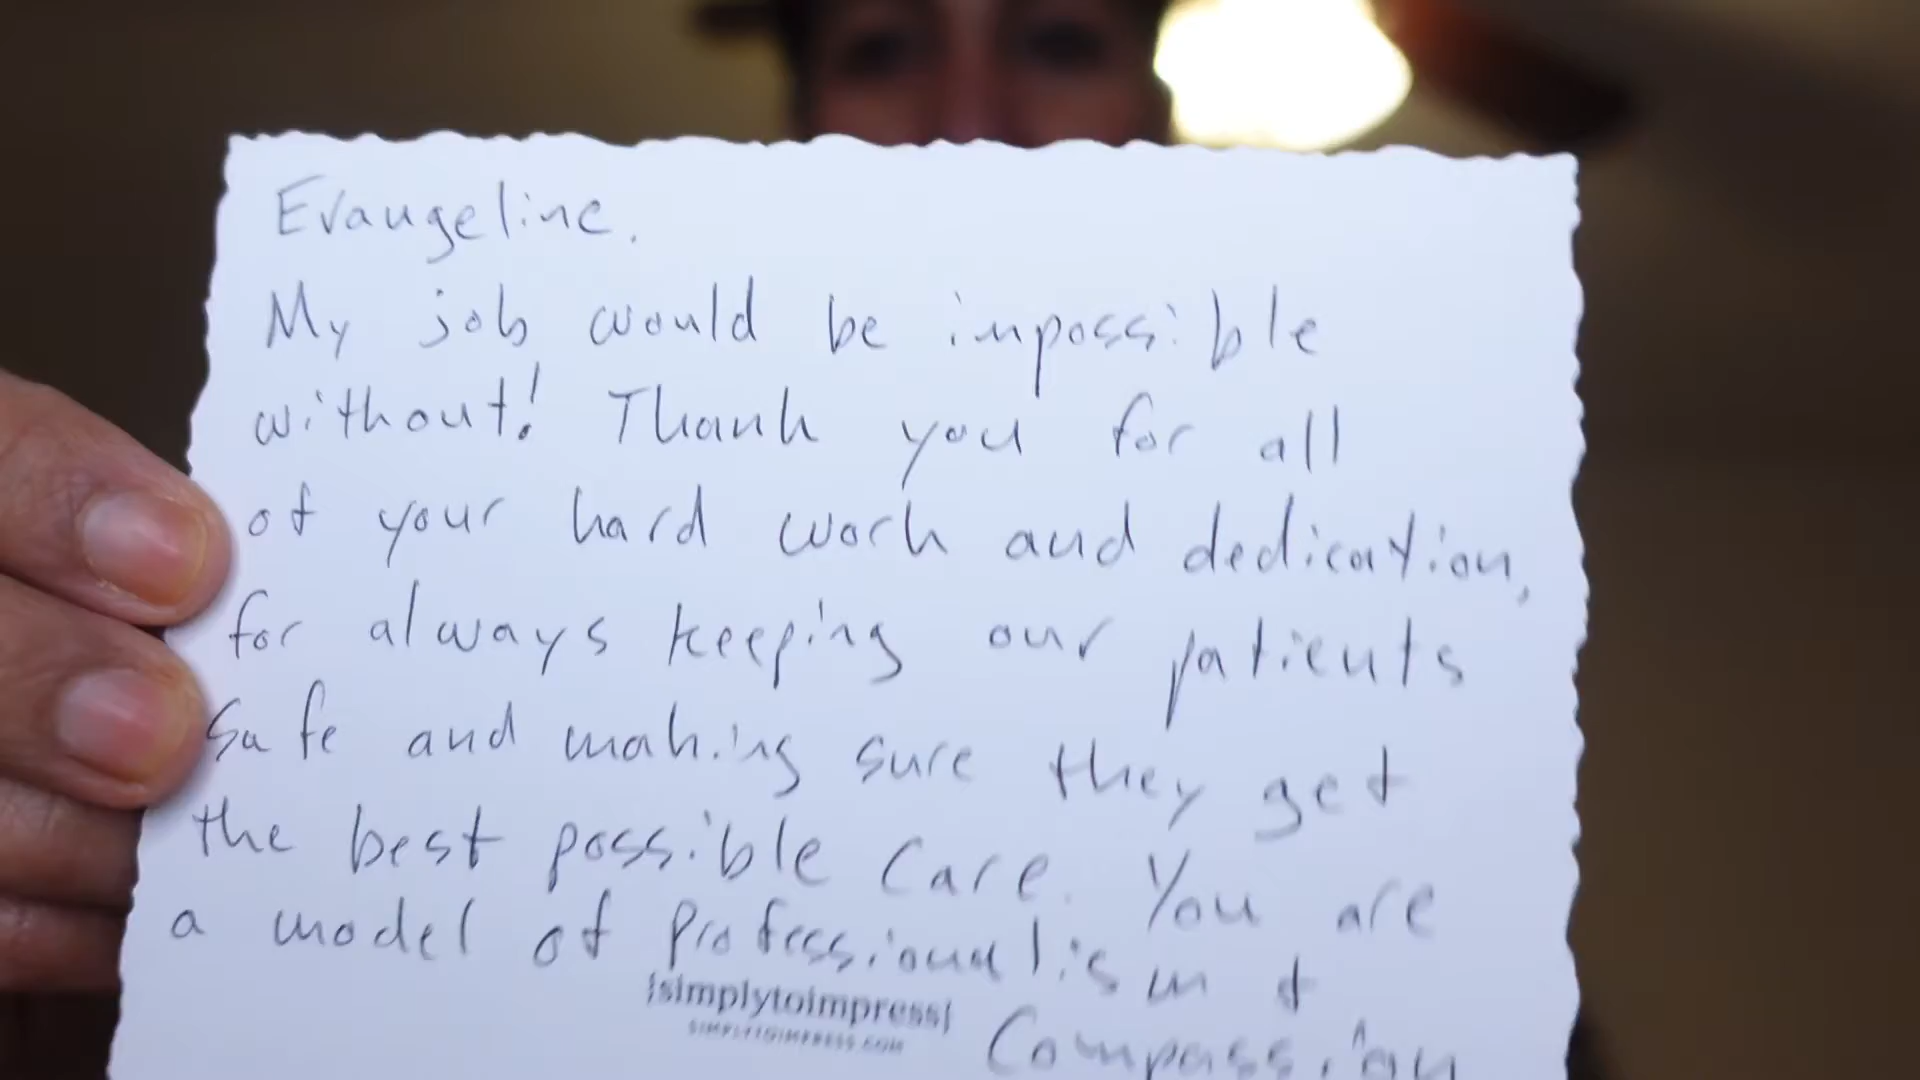 Evangeline.
My job would be impossible
without! Thank you for all
of your hard work and dedication,
for always keeping our patients
safe and making sure they get
the best possible care. You are
a model of professionalism &
compassion
{simplytoimpress}
SIMPLYTOIMPRESS.COM